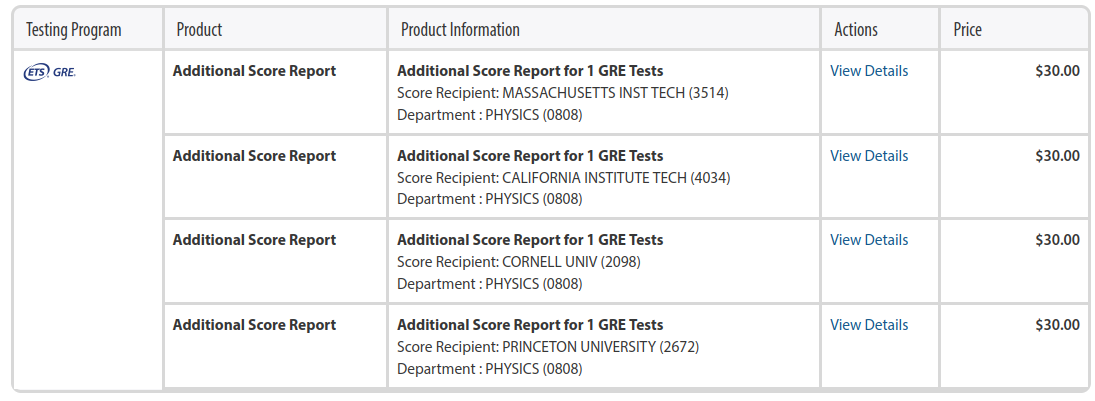 Testing Program Product Product Information Actions Price
ETS GRE. Additional Score Report Additional Score Report for 1 GRE Tests View Details $30.00
Score Recipient: MASSACHUSETTS INST TECH (3514)
Department : PHYSICS (0808)
Additional Score Report Additional Score Report for 1 GRE Tests View Details $30.00
Score Recipient: CALIFORNIA INSTITUTE TECH (4034)
Department : PHYSICS (0808)
Additional Score Report Additional Score Report for 1 GRE Tests View Details $30.00
Score Recipient: CORNELL UNIV (2098)
Department : PHYSICS (0808)
Additional Score Report Additional Score Report for 1 GRE Tests View Details $30.00
Score Recipient: PRINCETON UNIVERSITY (2672)
Department : PHYSICS (0808)